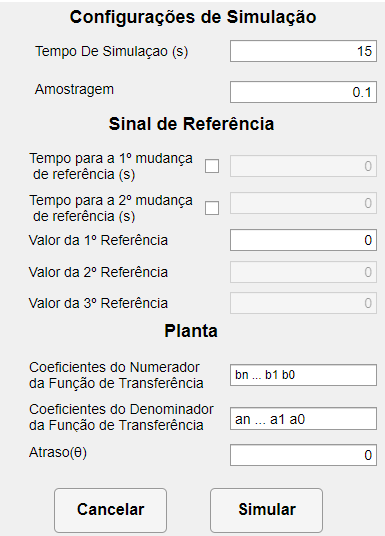 Configurações de Simulação
Tempo De Simulaçao (s) 15
Amostragem 0.1
Sinal de Referência
Tempo para a 1º mudança
de referência (s) 0
Tempo para a 2º mudança
de referência (s) 0
Valor da 1º Referência 0
Valor da 2º Referência 0
Valor da 3º Referência 0
Planta
Coeficientes do Numerador
da Função de Transferência bn ... b1 b0
Coeficientes do Denominador
da Função de Transferência an ... a1 a0
Atraso(θ) 0
Cancelar Simular